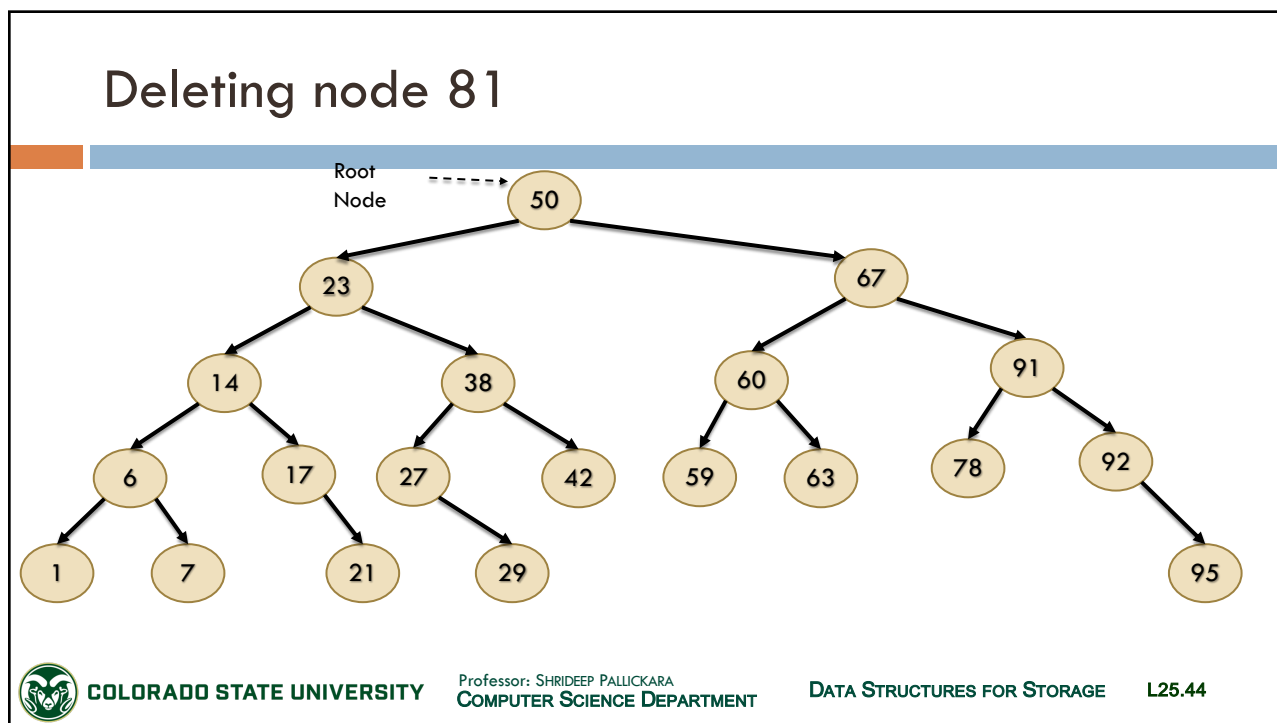 Deleting node 81
Root
Node
50
23
67
14
38
60
91
6
17
27
42
59
63
78
92
1
7
21
29
95
COLORADO STATE UNIVERSITY
Professor: SHRIDEEP PALLICKARA
COMPUTER SCIENCE DEPARTMENT
DATA STRUCTURES FOR STORAGE
L25.44